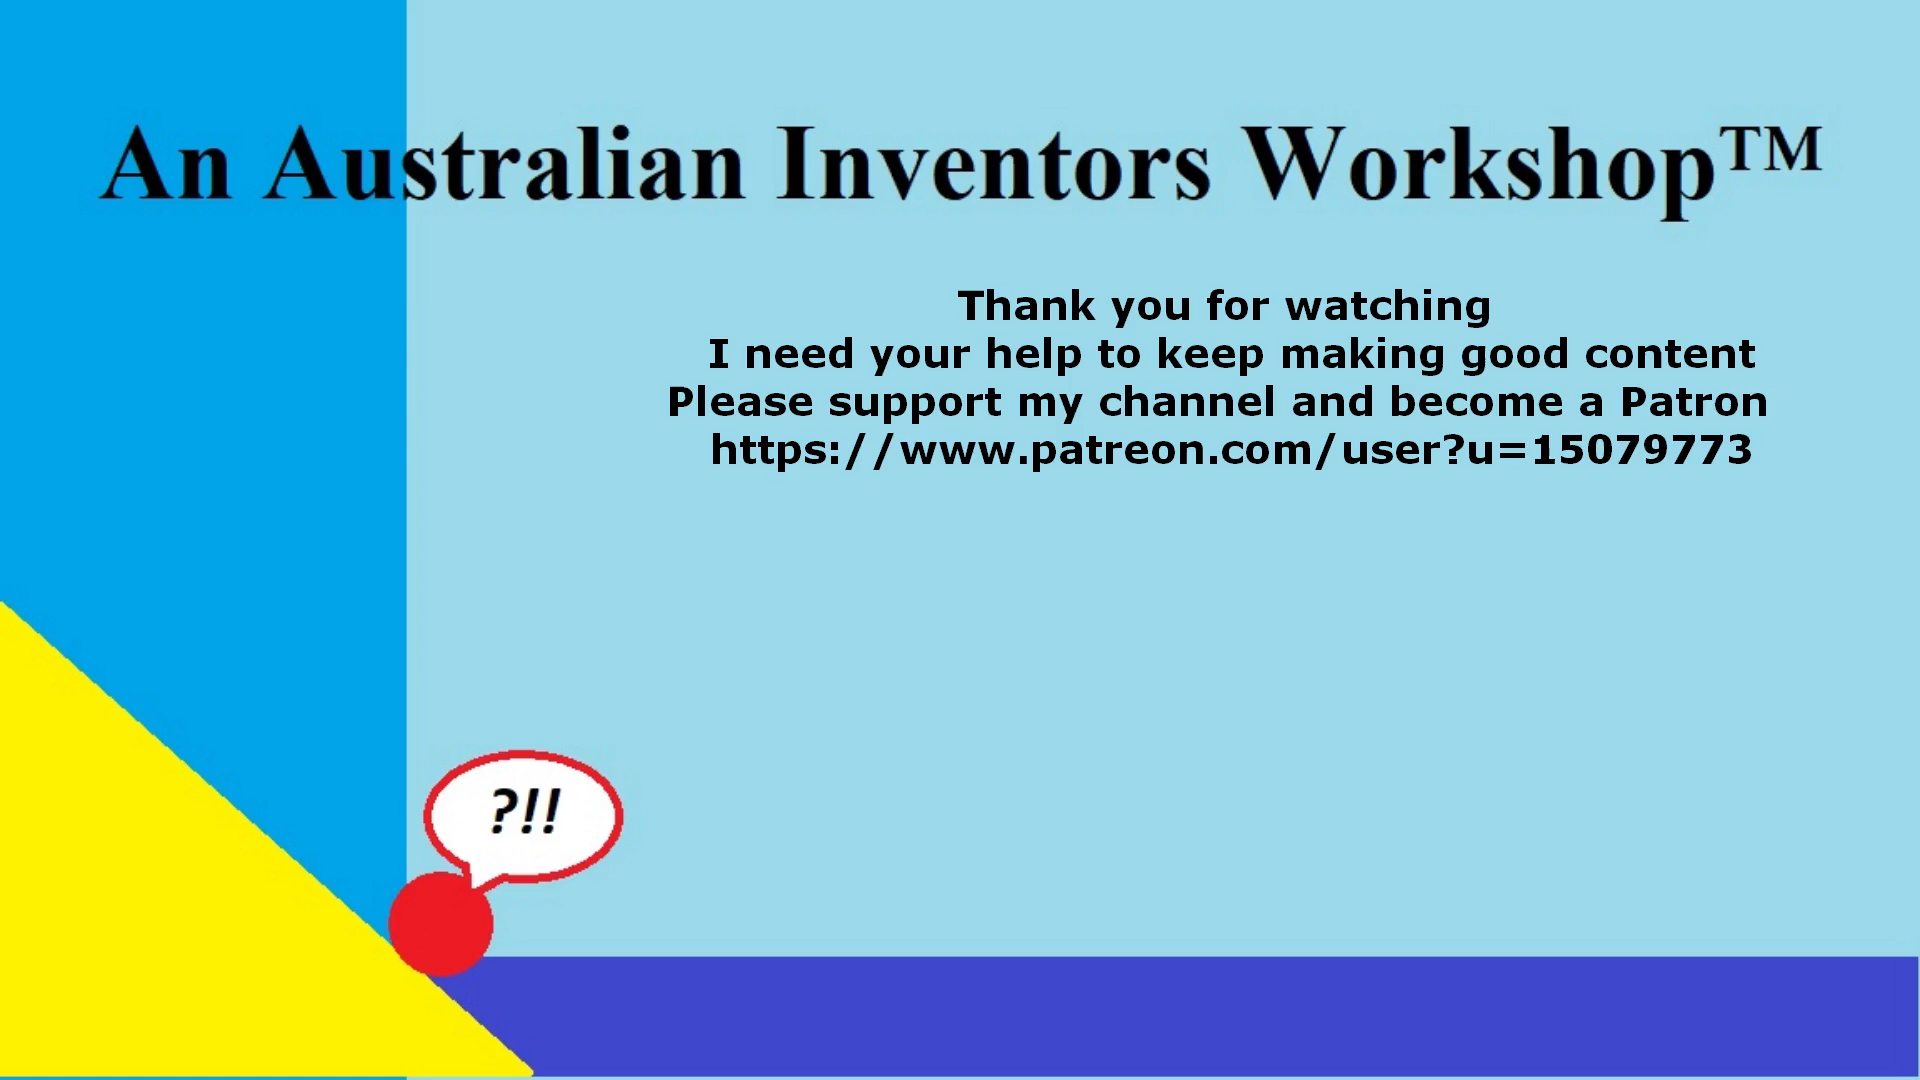 An Australian Inventors Workshop™
Thank you for watching
I need your help to keep making good content
Please support my channel and become a Patron
https://www.patreon.com/user?u=15079773
?!!